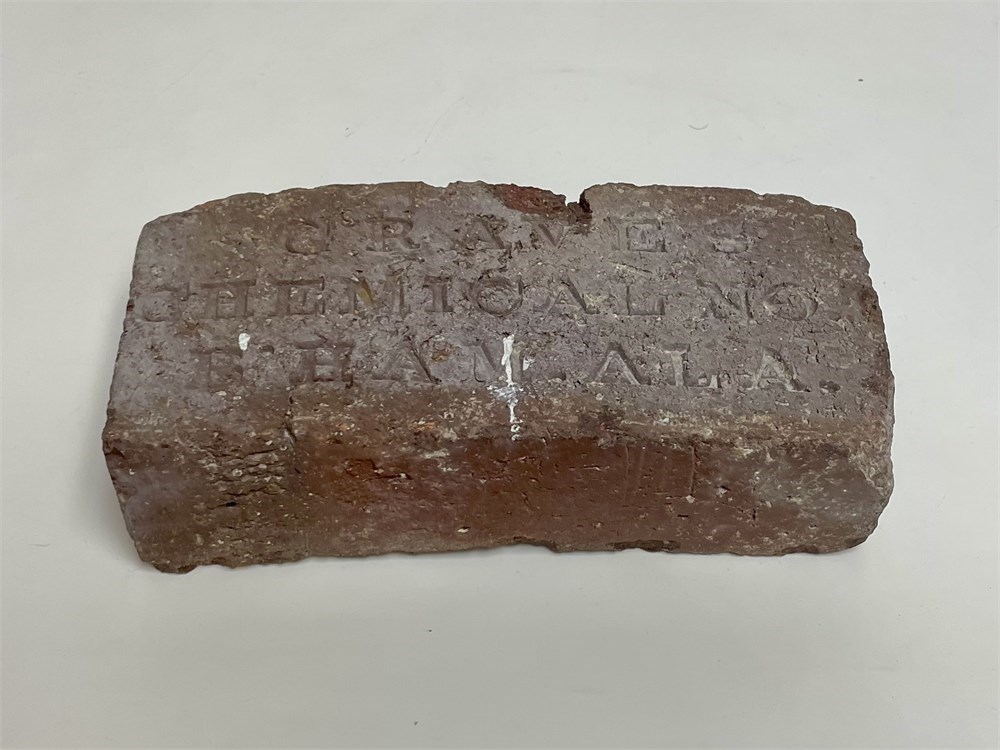 GRAVES
CHEMICAL NO
B'HAM. ALA.